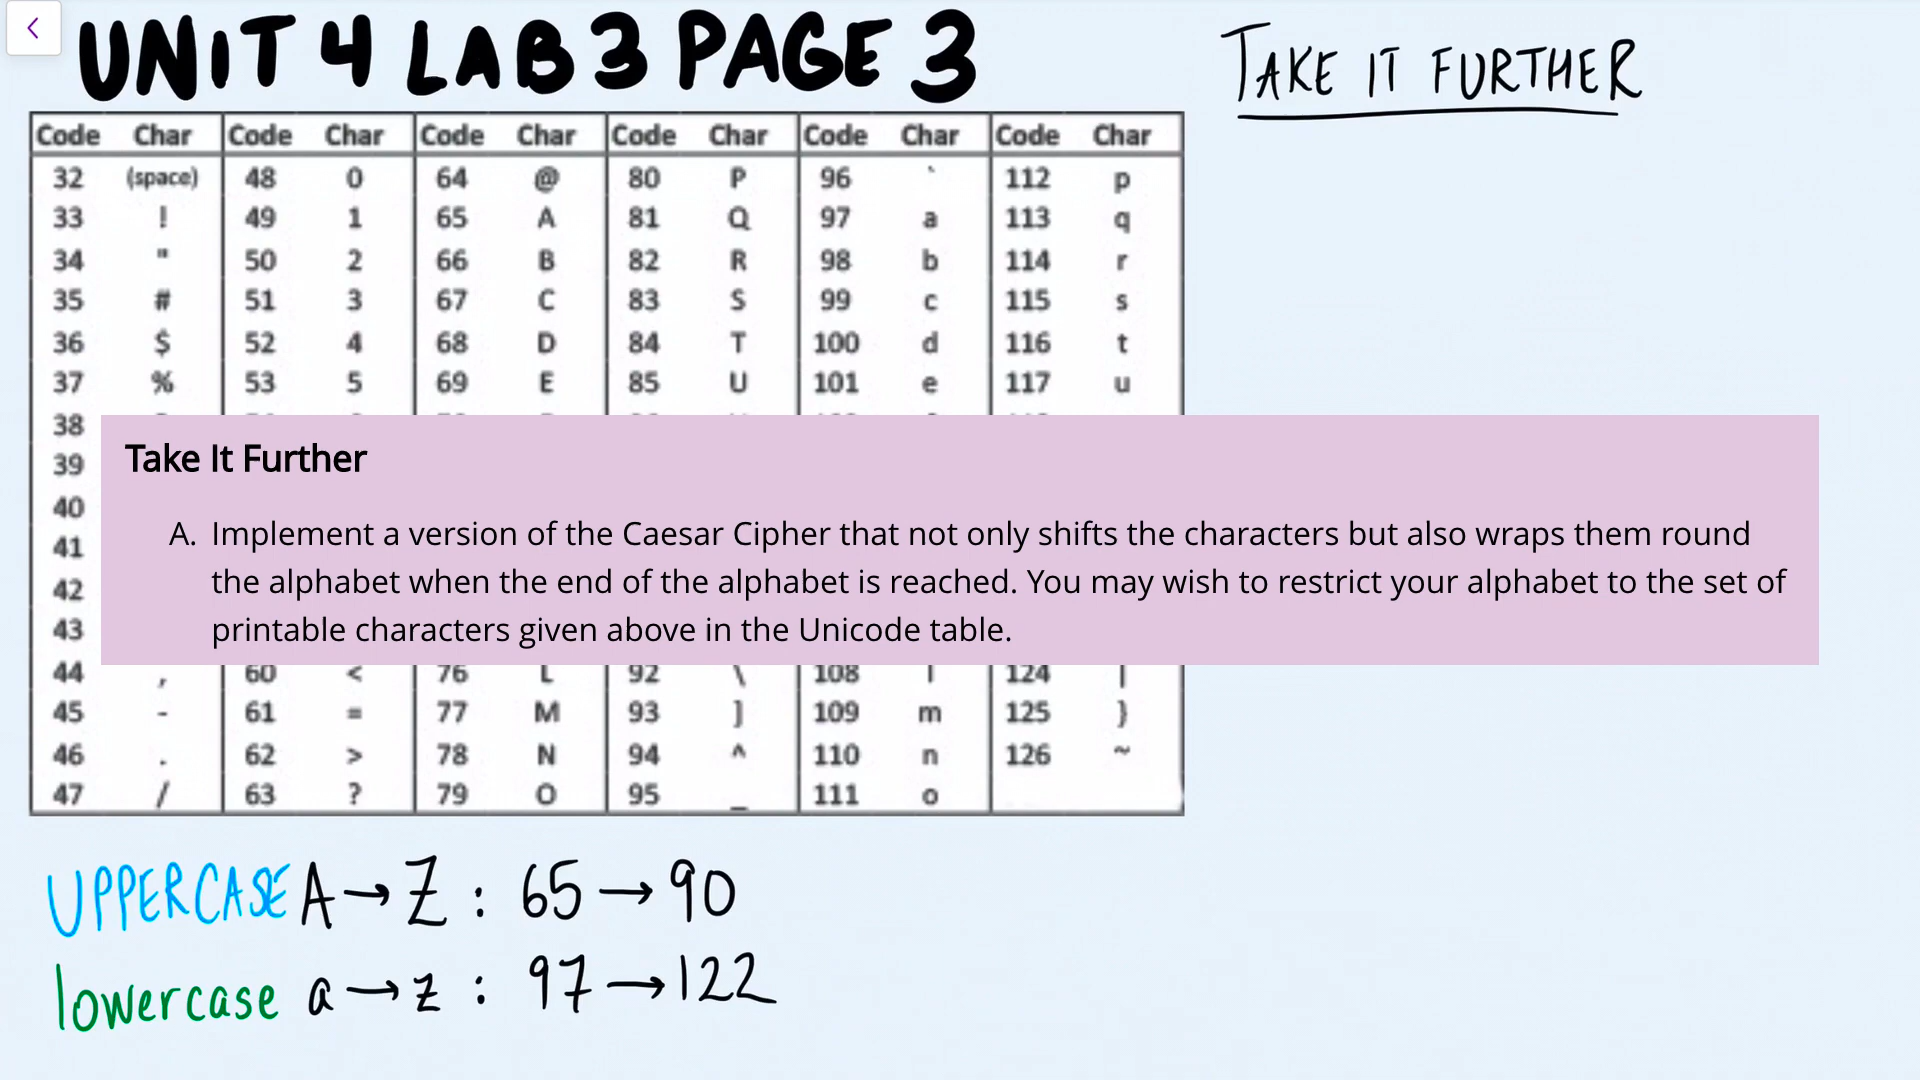 UNIT 4 LAB 3 PAGE 3
TAKE IT FURTHER
Code Char Code Char Code Char Code Char Code Char Code Char
32 (space) 48 0 64 @ 80 P 96 ` 112 p
33 ! 49 1 65 A 81 Q 97 a 113 q
34 " 50 2 66 B 82 R 98 b 114 r
35 # 51 3 67 C 83 S 99 c 115 s
36 $ 52 4 68 D 84 T 100 d 116 t
37 % 53 5 69 E 85 U 101 e 117 u
38
39
40
41
42
43
Take It Further
A. Implement a version of the Caesar Cipher that not only shifts the characters but also wraps them round
the alphabet when the end of the alphabet is reached. You may wish to restrict your alphabet to the set of
printable characters given above in the Unicode table.
44 , 60 < 76 L 92 \ 108 l 124 |
45 - 61 = 77 M 93 ] 109 m 125 }
46 . 62 > 78 N 94 ^ 110 n 126 ~
47 / 63 ? 79 O 95 _ 111 o
UPPERCASE A → Z : 65 → 90
lowercase a → z : 97 → 122